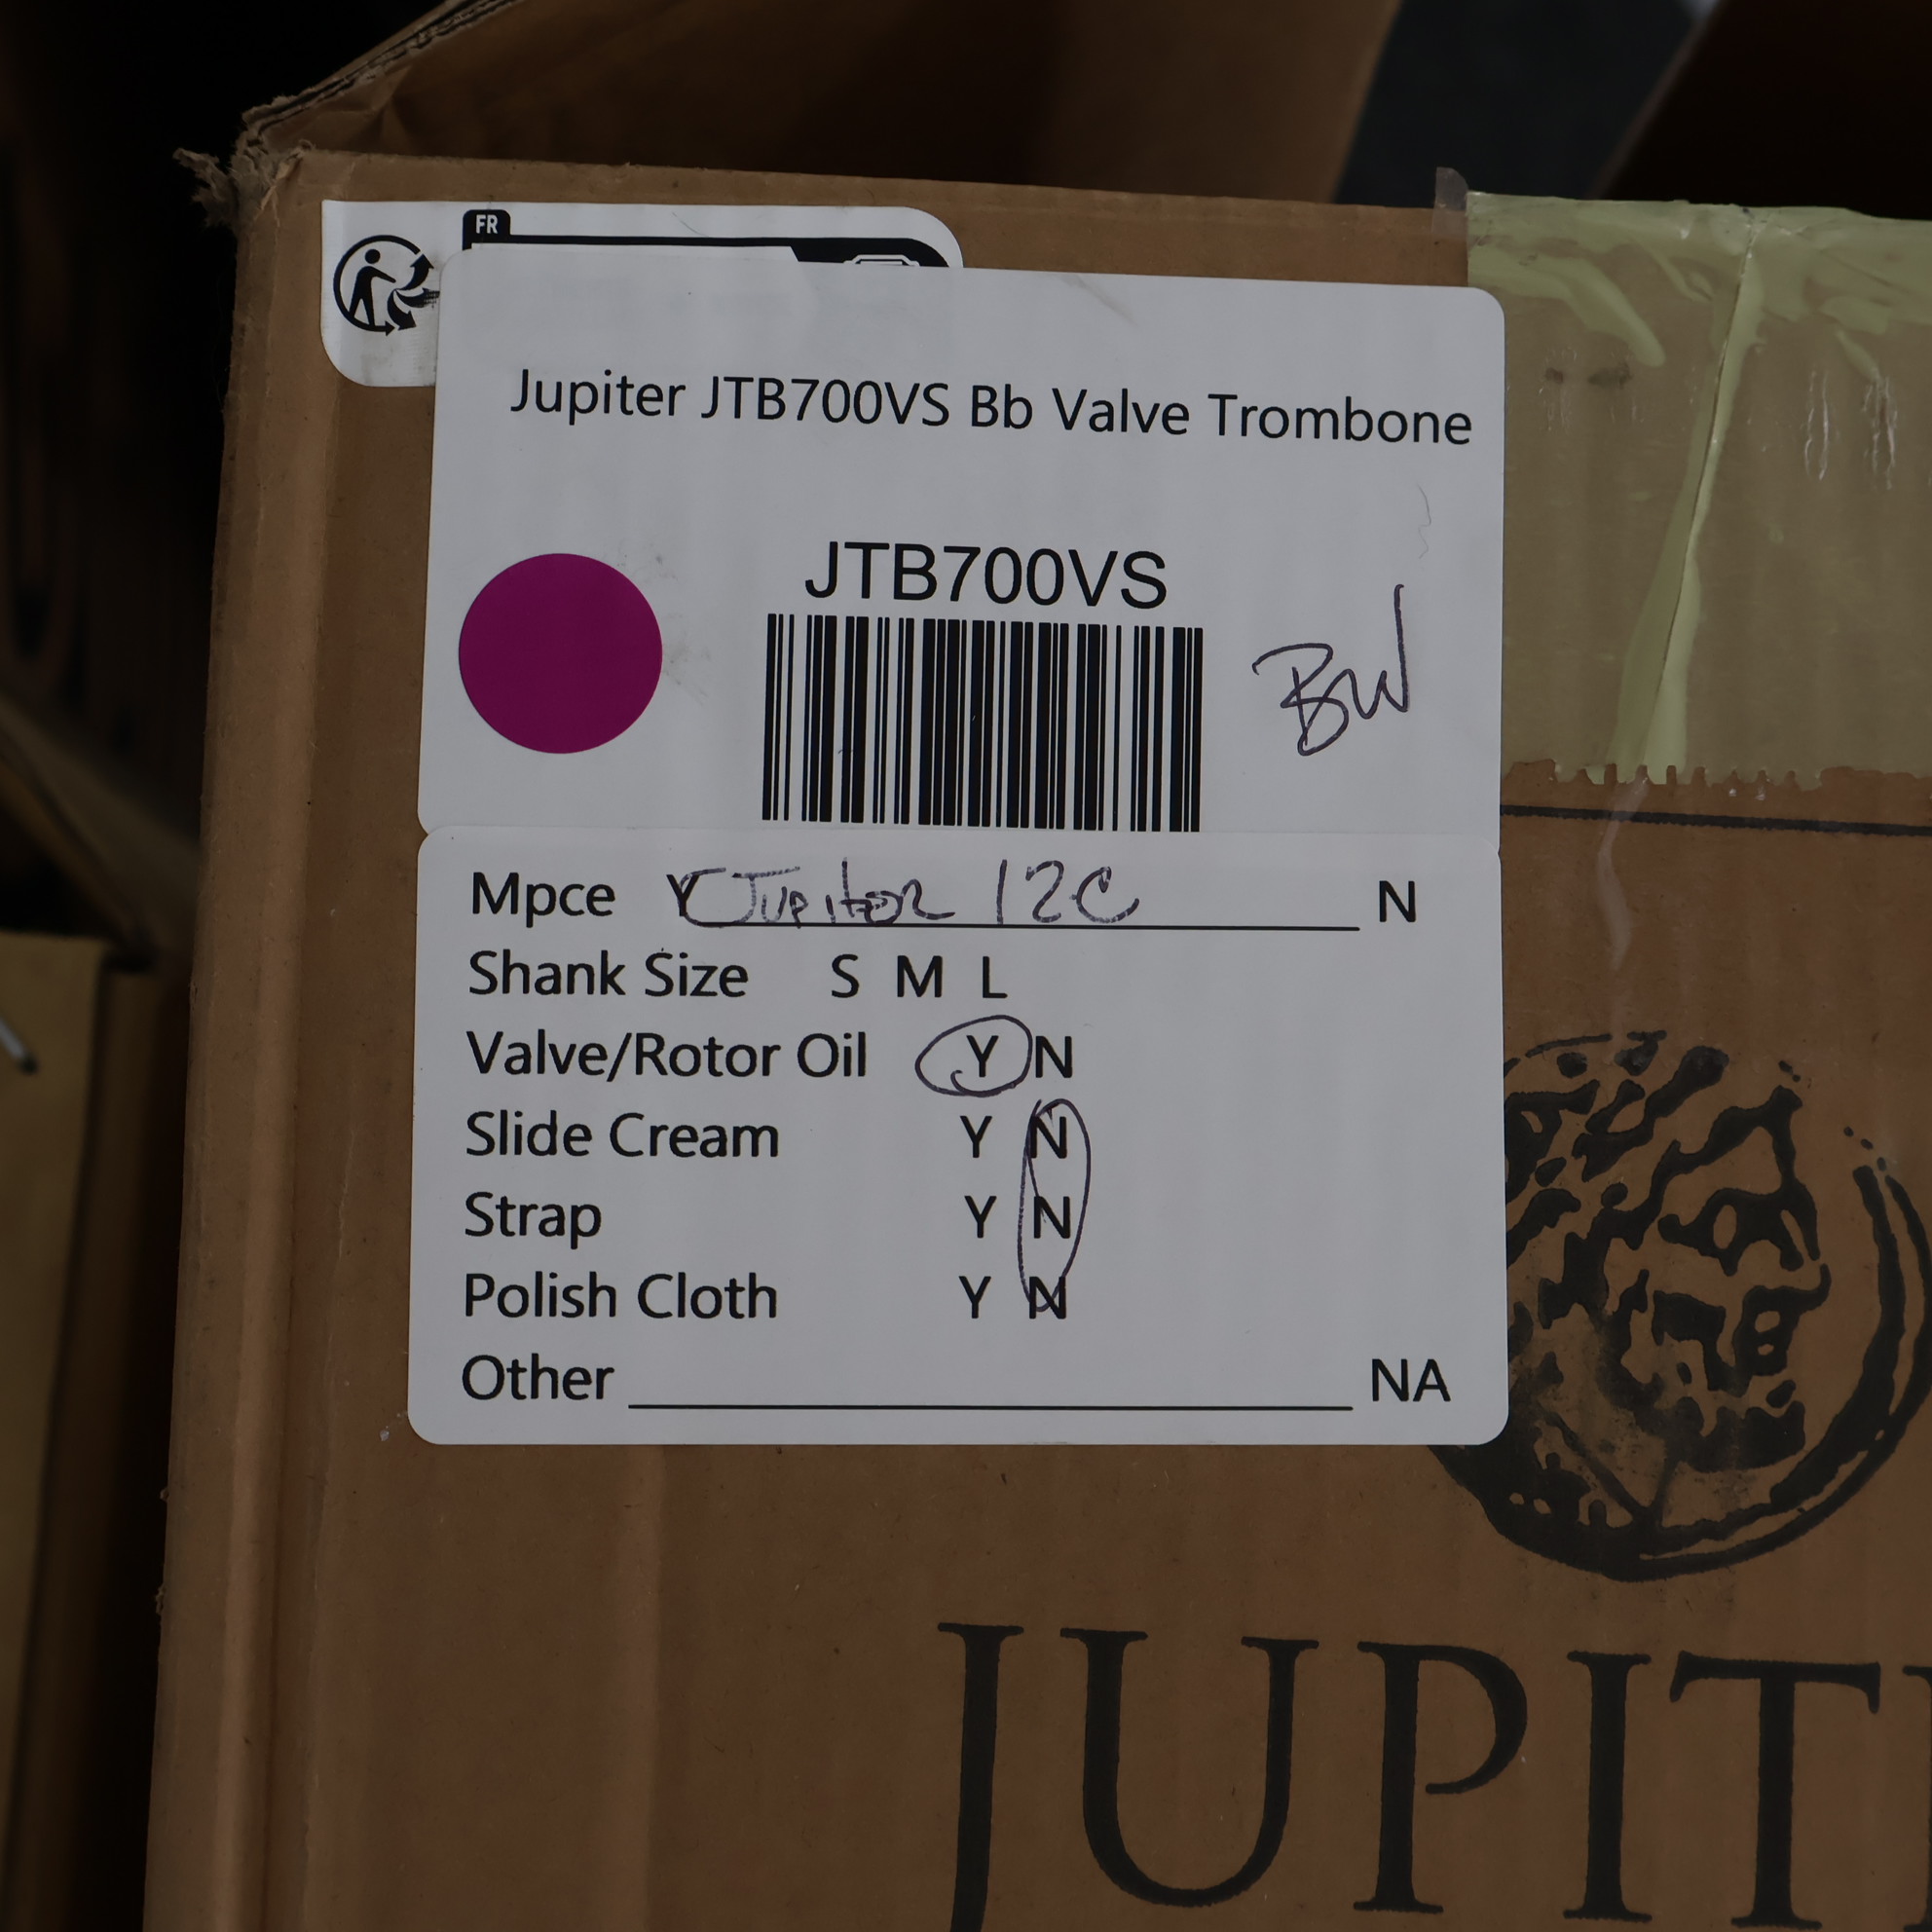 FR
Jupiter JTB700VS Bb Valve Trombone
JTB700VS
BW
Mpce Y Jupiter 12C N
Shank Size S M L
Valve/Rotor Oil Y N
Slide Cream Y N
Strap Y N
Polish Cloth Y N
Other NA
JUPIT